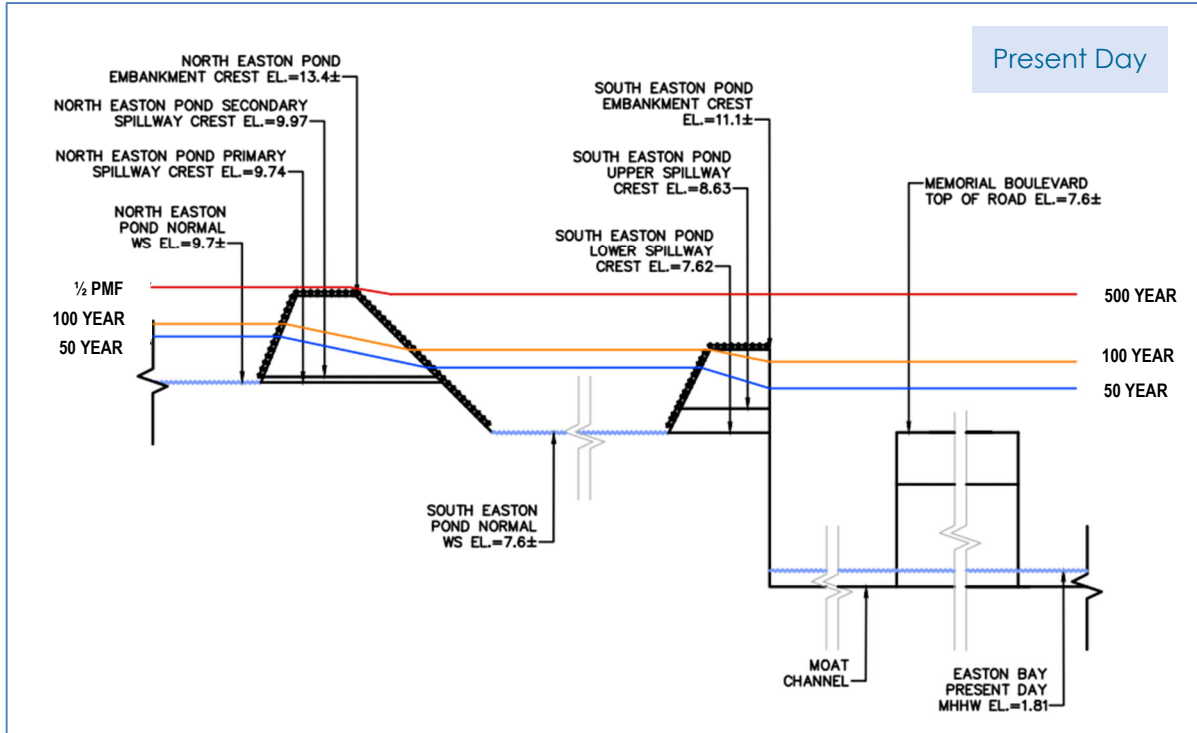 Present Day
NORTH EASTON POND
EMBANKMENT CREST EL.=13.4±
NORTH EASTON POND SECONDARY
SPILLWAY CREST EL.=9.97
NORTH EASTON POND PRIMARY
SPILLWAY CREST EL.=9.74
NORTH EASTON
POND NORMAL
WS EL.=9.7±
SOUTH EASTON POND
EMBANKMENT CREST
EL.=11.1±
SOUTH EASTON POND
UPPER SPILLWAY
CREST EL.=8.63
SOUTH EASTON POND
LOWER SPILLWAY
CREST EL.=7.62
MEMORIAL BOULEVARD
TOP OF ROAD EL.=7.6±
½ PMF
100 YEAR
50 YEAR
500 YEAR
100 YEAR
50 YEAR
SOUTH EASTON
POND NORMAL
WS EL.=7.6±
MOAT
CHANNEL
EASTON BAY
PRESENT DAY
MHHW EL.=1.81